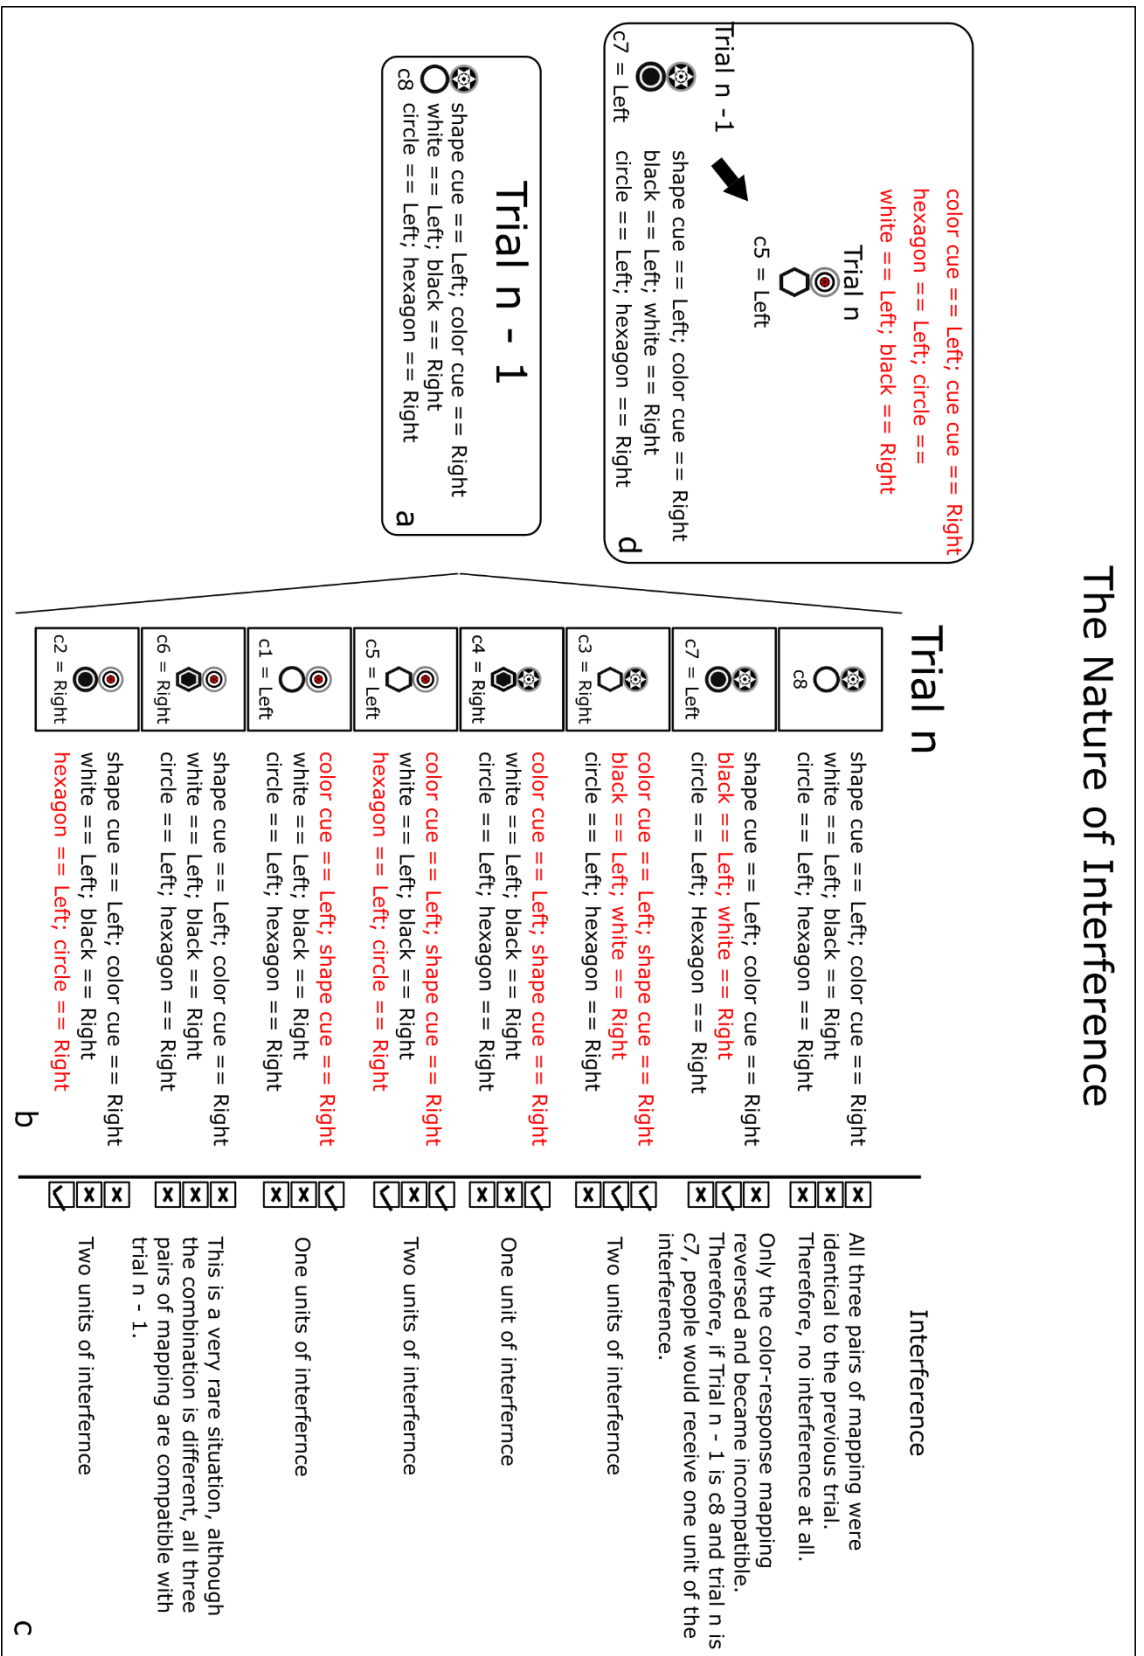 The Nature of Interference
color cue == Left; cue cue == Right
hexagon == Left; circle ==
white == Left; black == Right
Trial n
c5 = Left
Trial n -1
shape cue == Left; color cue == Right
black == Left; white == Right
circle == Left; hexagon == Right
c7 = Left
d
Trial n - 1
shape cue == Left; color cue == Right
white == Left; black == Right
circle == Left; hexagon == Right
c8
a
Trial n
Interference
c8
shape cue == Left; color cue == Right
white == Left; black == Right
circle == Left; hexagon == Right
All three pairs of mapping were
identical to the previous trial.
Therefore, no interference at all.
c7 = Left
shape cue == Left; color cue == Right
black == Left; white == Right
circle == Left; Hexagon == Right
Only the color-response mapping
reversed and became incompatible.
Therefore, if Trial n - 1 is c8 and trial n is
c7, people would receive one unit of the
interference.
c3 = Right
color cue == Left; shape cue == Right
black == Left; white == Right
circle == Left; hexagon == Right
Two units of interfernce
c4 = Right
color cue == Left; shape cue == Right
white == Left; black == Right
circle == Left; hexagon == Right
One unit of interfernce
c5 = Left
color cue == Left; shape cue == Right
white == Left; black == Right
hexagon == Left; circle == Right
Two units of interfernce
c1 = Left
color cue == Left; shape cue == Right
white == Left; black == Right
circle == Left; hexagon == Right
One units of interfernce
c6 = Right
shape cue == Left; color cue == Right
white == Left; black == Right
circle == Left; hexagon == Right
This is a very rare situation, although
the combination is different, all three
pairs of mapping are compatible with
trial n - 1.
c2 = Right
shape cue == Left; color cue == Right
white == Left; black == Right
hexagon == Left; circle == Right
Two units of interfernce
b
c